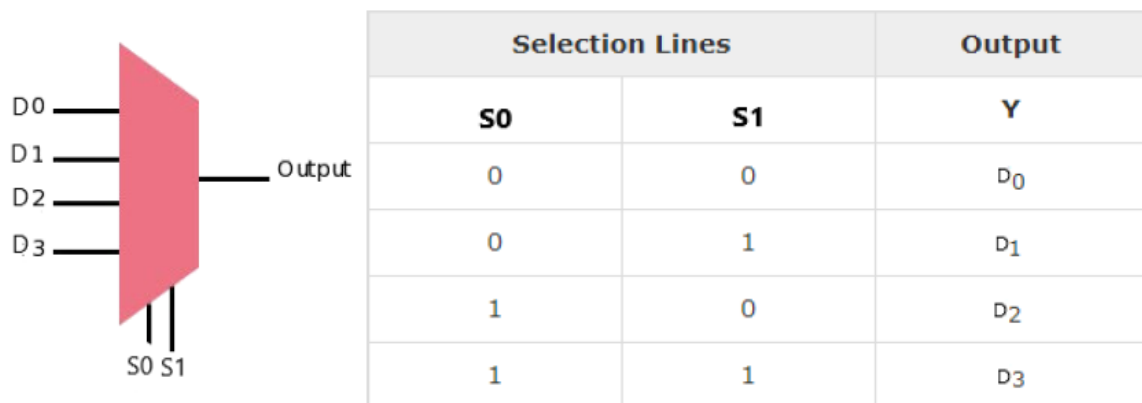 D0
D1
D2
D3
Output
S0 S1
Selection Lines Output
S0 S1 Y
0 0 D0
0 1 D1
1 0 D2
1 1 D3